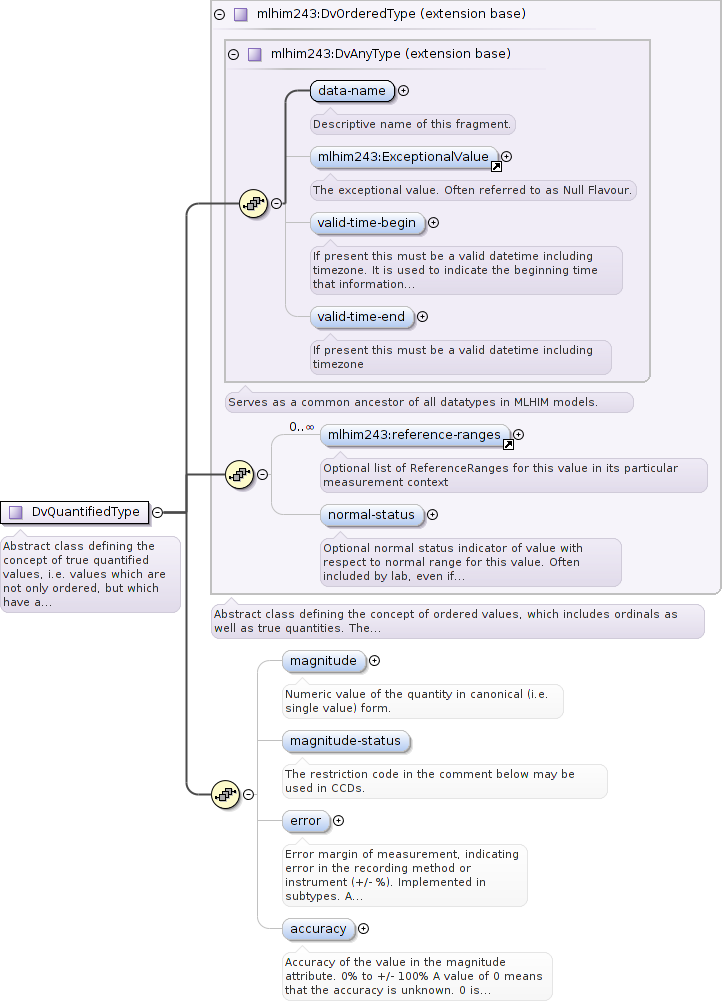 mlhim243:DvOrderedType (extension base)
mlhim243:DvAnyType (extension base)
data-name
Descriptive name of this fragment.
mlhim243:ExceptionalValue
The exceptional value. Often referred to as Null Flavour.
valid-time-begin
If present this must be a valid datetime including
timezone. It is used to indicate the beginning time
that information...
valid-time-end
If present this must be a valid datetime including
timezone
Serves as a common ancestor of all datatypes in MLHIM models.
0..∞
mlhim243:reference-ranges
Optional list of ReferenceRanges for this value in its particular
measurement context
normal-status
Optional normal status indicator of value with
respect to normal range for this value. Often
included by lab, even if...
DvQuantifiedType
Abstract class defining the
concept of true quantified
values, i.e. values which are
not only ordered, but which
have a...
Abstract class defining the concept of ordered values, which includes ordinals as
well as true quantities. The...
magnitude
Numeric value of the quantity in canonical (i.e.
single value) form.
magnitude-status
The restriction code in the comment below may be
used in CCDs.
error
Error margin of measurement, indicating
error in the recording method or
instrument (+/- %). Implemented in
subtypes. A...
accuracy
Accuracy of the value in the magnitude
attribute. 0% to +/- 100% A value of 0 means
that the accuracy is unknown. 0 is...